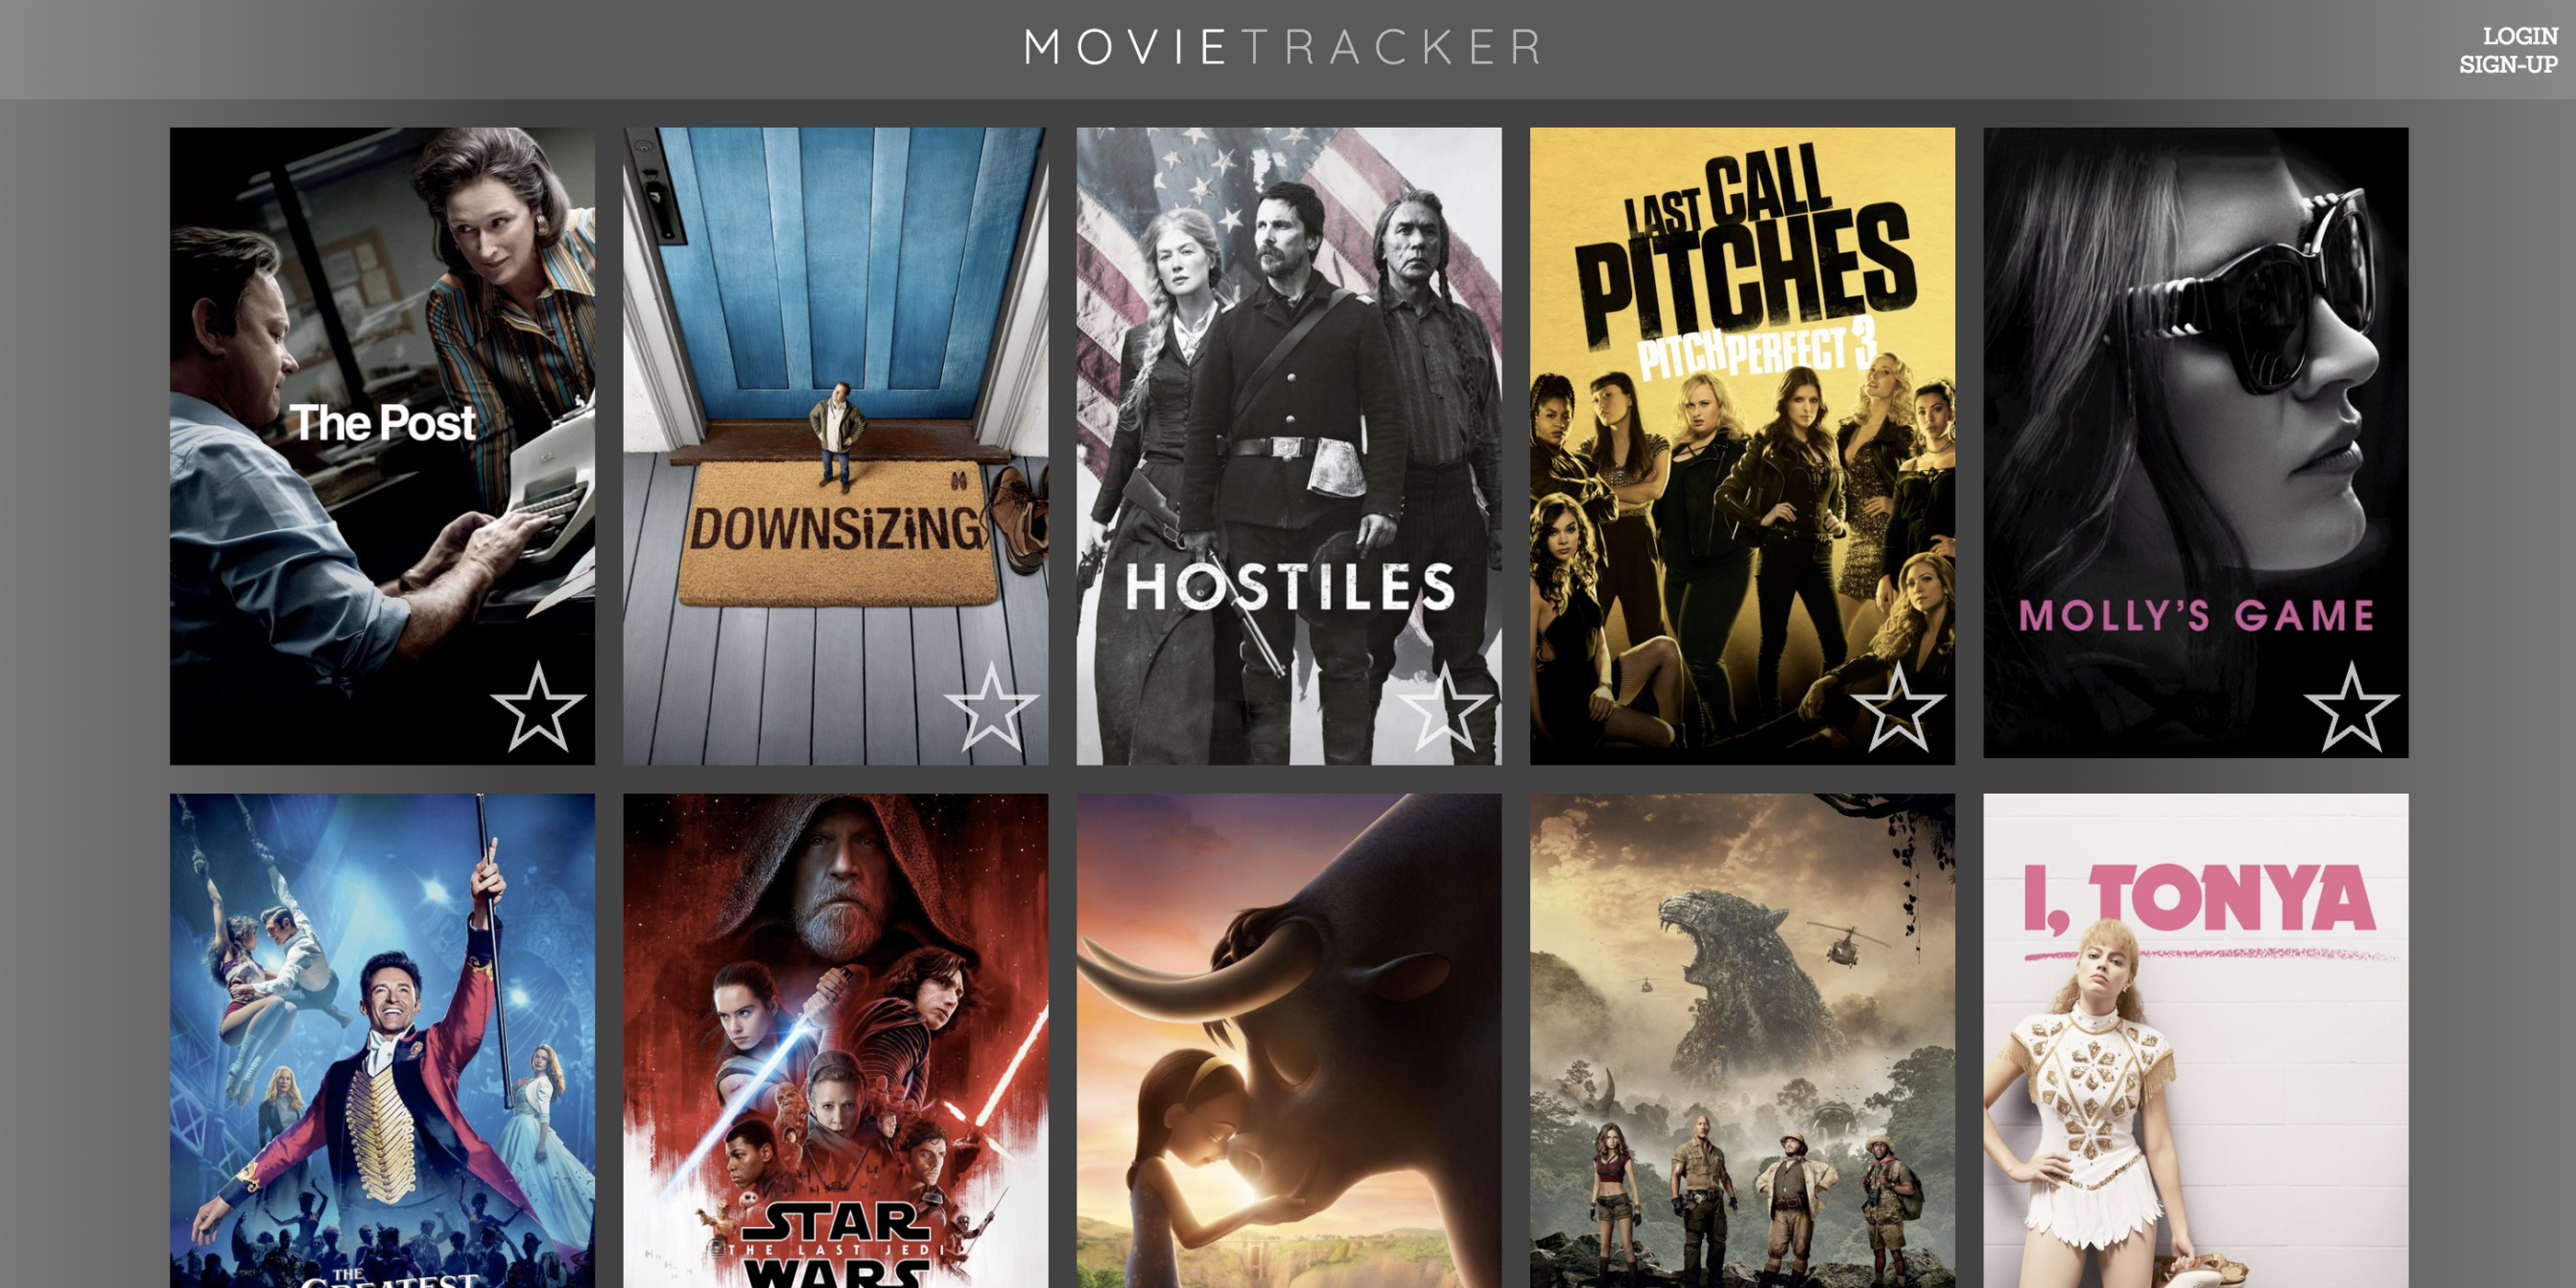 MOVIETRACKER
LOGIN
SIGN-UP
The Post
DOWNSiZiNG
HOSTILES
LAST CALL
PITCHES
PITCH PERFECT 3
MOLLY'S GAME
THE
GREATEST
STAR
THE LAST JEDI
WARS
I, TONYA